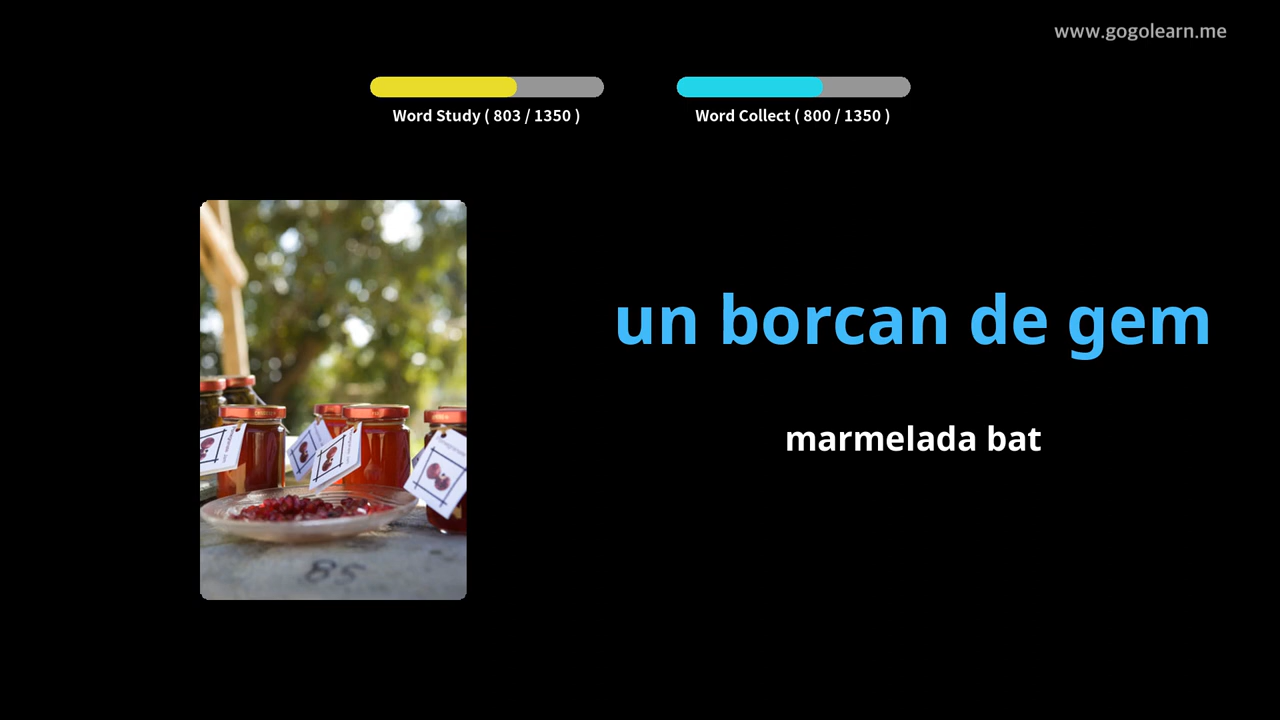 www.gogolearn.me
Word Study ( 803 / 1350 )
Word Collect ( 800 / 1350 )
un borcan de gem
marmelada bat
85